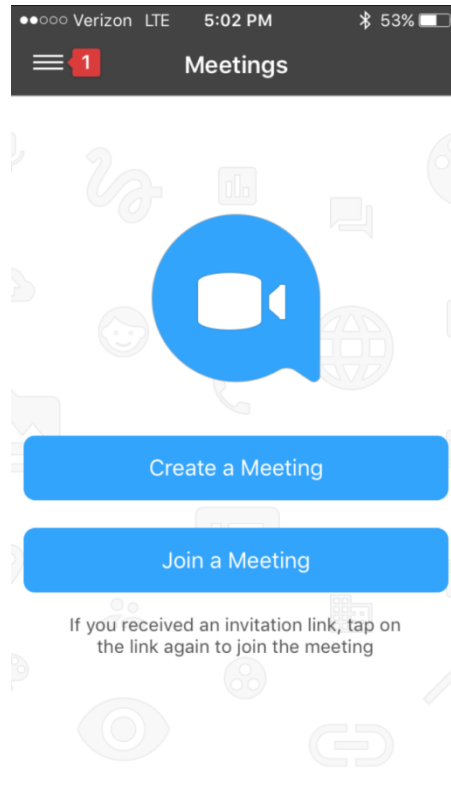 Verizon LTE 5:02 PM 53%
1 Meetings
Create a Meeting
Join a Meeting
If you received an invitation link, tap on
the link again to join the meeting